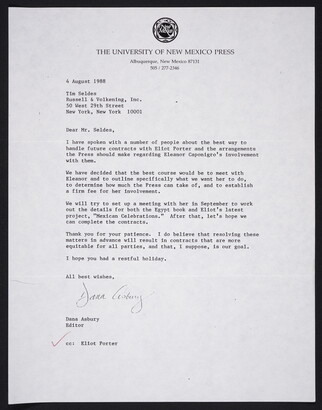 THE UNIVERSITY OF NEW MEXICO PRESS
Albuquerque, New Mexico 87131
505 / 277-2346
6 August 1988
Tim Seldes
Russell & Volkening, Inc.
50 West 29th Street
New York, New York 10001
Dear Mr. Seldes,
I have spoken with a number of people about the best way to
handle future contracts with Eliot Porter and the arrangements
the Press should make regarding Eleanor Caponigro's involvement
with them.
We have decided that the best course would be to meet with
Eleanor and to outline specifically what we want her to do,
to determine how much the Press can take of, and to establish
a firm fee for her involvement.
We will try to set up a meeting with her in September to work
out the details for both the Egypt book and Eliot's latest
project, "Mexican Celebrations." After that, let's hope we
can complete the contracts.
Thank you for your patience. I do believe that resolving these
matters in advance will result in contracts that are more
equitable for all parties, and that, I suppose, is our goal.
I hope you had a restful holiday.
All best wishes,
Dana Asbury
Dana Asbury
Editor
cc: Eliot Porter